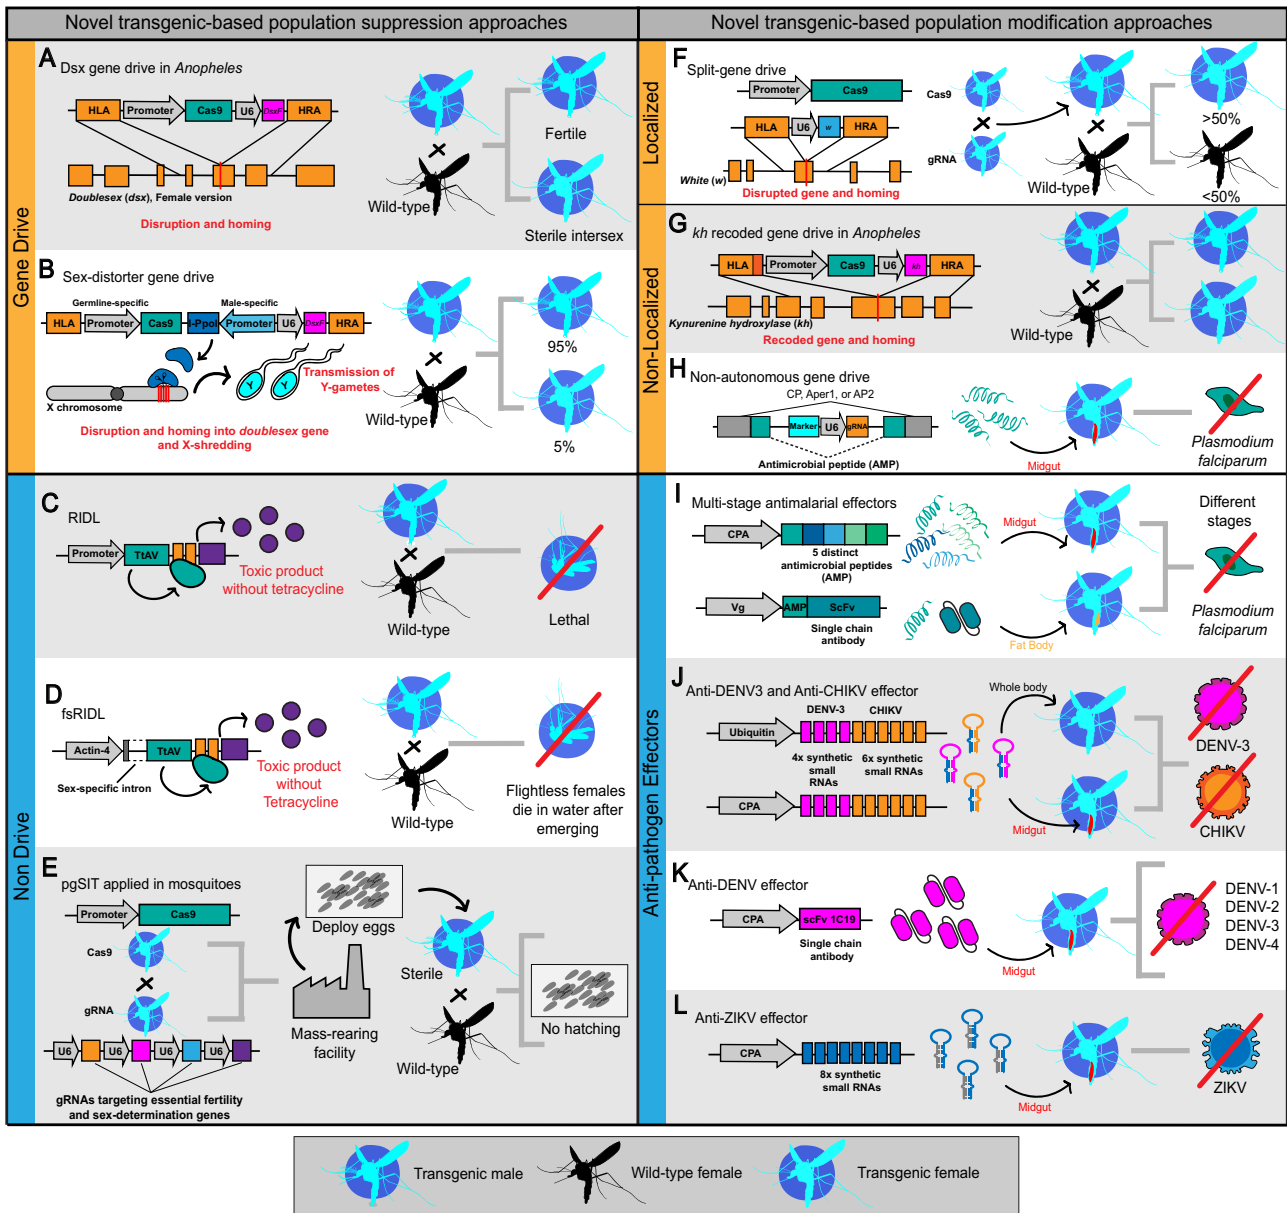 Novel transgenic-based population suppression approaches
Novel transgenic-based population modification approaches
Gene Drive
Non Drive
Localized
Non-Localized
Anti-pathogen Effectors
A
Dsx gene drive in Anopheles
HLA
Promoter
Cas9
U6
DsxF
HRA
Doublesex (dsx), Female version
Disruption and homing
Wild-type
Fertile
Sterile intersex
B
Sex-distorter gene drive
Germline-specific
Male-specific
HLA
Promoter
Cas9
I-PpoI
Promoter
U6
DsxF
HRA
X chromosome
Y
Y
Transmission of
Y-gametes
Disruption and homing into doublesex gene
and X-shredding
Wild-type
95%
5%
C
RIDL
Promoter
TtAV
Toxic product
without tetracycline
Wild-type
Lethal
D
fsRIDL
Actin-4
TtAV
Sex-specific intron
Toxic product
without
Tetracycline
Wild-type
Flightless females
die in water after
emerging
E
pgSIT applied in mosquitoes
Promoter
Cas9
Cas9
gRNA
U6
U6
U6
U6
gRNAs targeting essential fertility
and sex-determination genes
Mass-rearing
facility
Deploy eggs
Sterile
Wild-type
No hatching
F
Split-gene drive
Promoter
Cas9
HLA
U6
w
HRA
White (w)
Disrupted gene and homing
Cas9
gRNA
Wild-type
>50%
<50%
G
kh recoded gene drive in Anopheles
HLA
Promoter
Cas9
U6
kh
HRA
Kynurenine hydroxylase (kh)
Recoded gene and homing
Wild-type
H
Non-autonomous gene drive
CP, Aper1, or AP2
Marker
U6
gRNA
Antimicrobial peptide (AMP)
Midgut
Plasmodium
falciparum
I
Multi-stage antimalarial effectors
CPA
5 distinct
antimicrobial peptides
(AMP)
Midgut
Vg
AMP
ScFv
Single chain
antibody
Fat Body
Different
stages
Plasmodium
falciparum
J
Anti-DENV3 and Anti-CHIKV effector
DENV-3
CHIKV
Ubiquitin
4x synthetic
small
RNAs
6x synthetic
small RNAs
CPA
Whole body
Midgut
DENV-3
CHIKV
K
Anti-DENV effector
CPA
scFv 1C19
Single chain
antibody
Midgut
DENV-1
DENV-2
DENV-3
DENV-4
L
Anti-ZIKV effector
CPA
8x synthetic
small RNAs
Midgut
ZIKV
Transgenic male
Wild-type female
Transgenic female